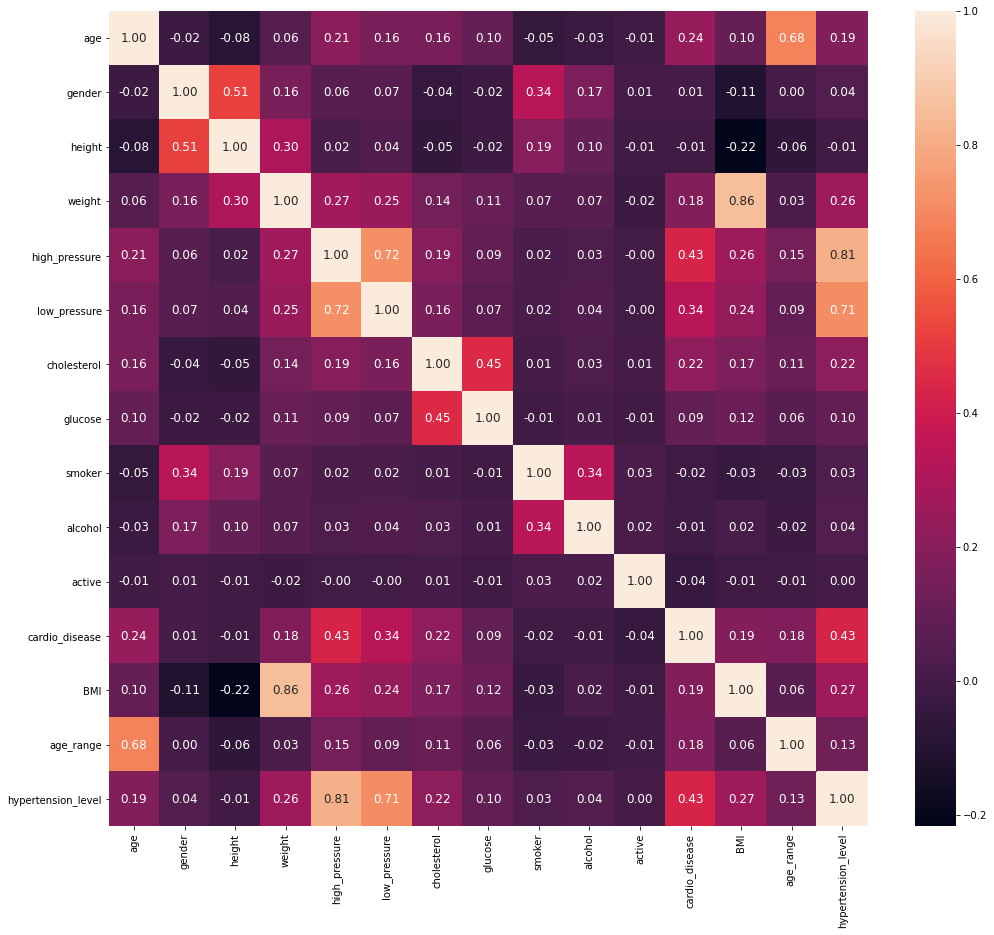 age 1.00 -0.02 -0.08 0.06 0.21 0.16 0.16 0.10 -0.05 -0.03 -0.01 0.24 0.10 0.68 0.19
gender -0.02 1.00 0.51 0.16 0.06 0.07 -0.04 -0.02 0.34 0.17 0.01 0.01 -0.11 0.00 0.04
height -0.08 0.51 1.00 0.30 0.02 0.04 -0.05 -0.02 0.19 0.10 -0.01 -0.01 -0.22 -0.06 -0.01
weight 0.06 0.16 0.30 1.00 0.27 0.25 0.14 0.11 0.07 0.07 -0.02 0.18 0.86 0.03 0.26
high_pressure 0.21 0.06 0.02 0.27 1.00 0.72 0.19 0.09 0.02 0.03 -0.00 0.43 0.26 0.15 0.81
low_pressure 0.16 0.07 0.04 0.25 0.72 1.00 0.16 0.07 0.02 0.04 -0.00 0.34 0.24 0.09 0.71
cholesterol 0.16 -0.04 -0.05 0.14 0.19 0.16 1.00 0.45 0.01 0.03 0.01 0.22 0.17 0.11 0.22
glucose 0.10 -0.02 -0.02 0.11 0.09 0.07 0.45 1.00 -0.01 0.01 -0.01 0.09 0.12 0.06 0.10
smoker -0.05 0.34 0.19 0.07 0.02 0.02 0.01 -0.01 1.00 0.34 0.03 -0.02 -0.03 -0.03 0.03
alcohol -0.03 0.17 0.10 0.07 0.03 0.04 0.03 0.01 0.34 1.00 0.02 -0.01 0.02 -0.02 0.04
active -0.01 0.01 -0.01 -0.02 -0.00 -0.00 0.01 -0.01 0.03 0.02 1.00 -0.04 -0.01 -0.01 0.00
cardio_disease 0.24 0.01 -0.01 0.18 0.43 0.34 0.22 0.09 -0.02 -0.01 -0.04 1.00 0.19 0.18 0.43
BMI 0.10 -0.11 -0.22 0.86 0.26 0.24 0.17 0.12 -0.03 0.02 -0.01 0.19 1.00 0.06 0.27
age_range 0.68 0.00 -0.06 0.03 0.15 0.09 0.11 0.06 -0.03 -0.02 -0.01 0.18 0.06 1.00 0.13
hypertension_level 0.19 0.04 -0.01 0.26 0.81 0.71 0.22 0.10 0.03 0.04 0.00 0.43 0.27 0.13 1.00
age gender height weight high_pressure low_pressure cholesterol glucose smoker alcohol active cardio_disease BMI age_range hypertension_level
1.0
0.8
0.6
0.4
0.2
0.0
−0.2